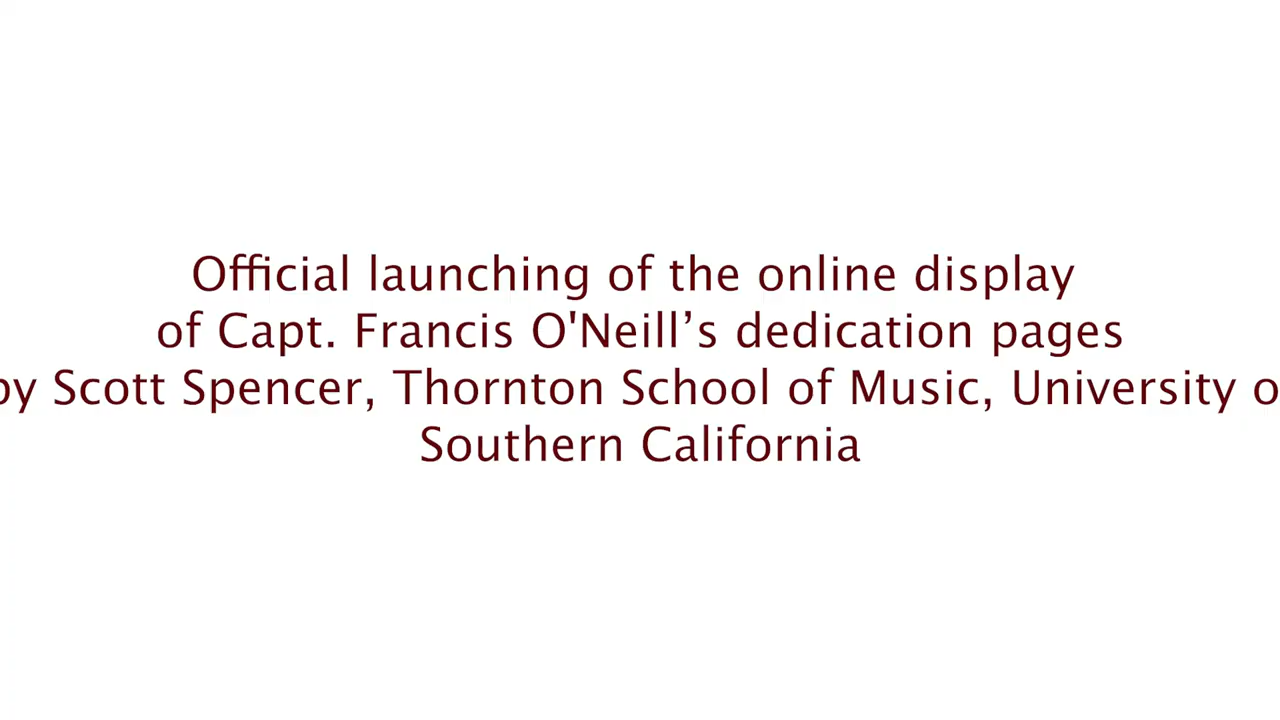 Official launching of the online display
of Capt. Francis O'Neill’s dedication pages
by Scott Spencer, Thornton School of Music, University o
Southern California